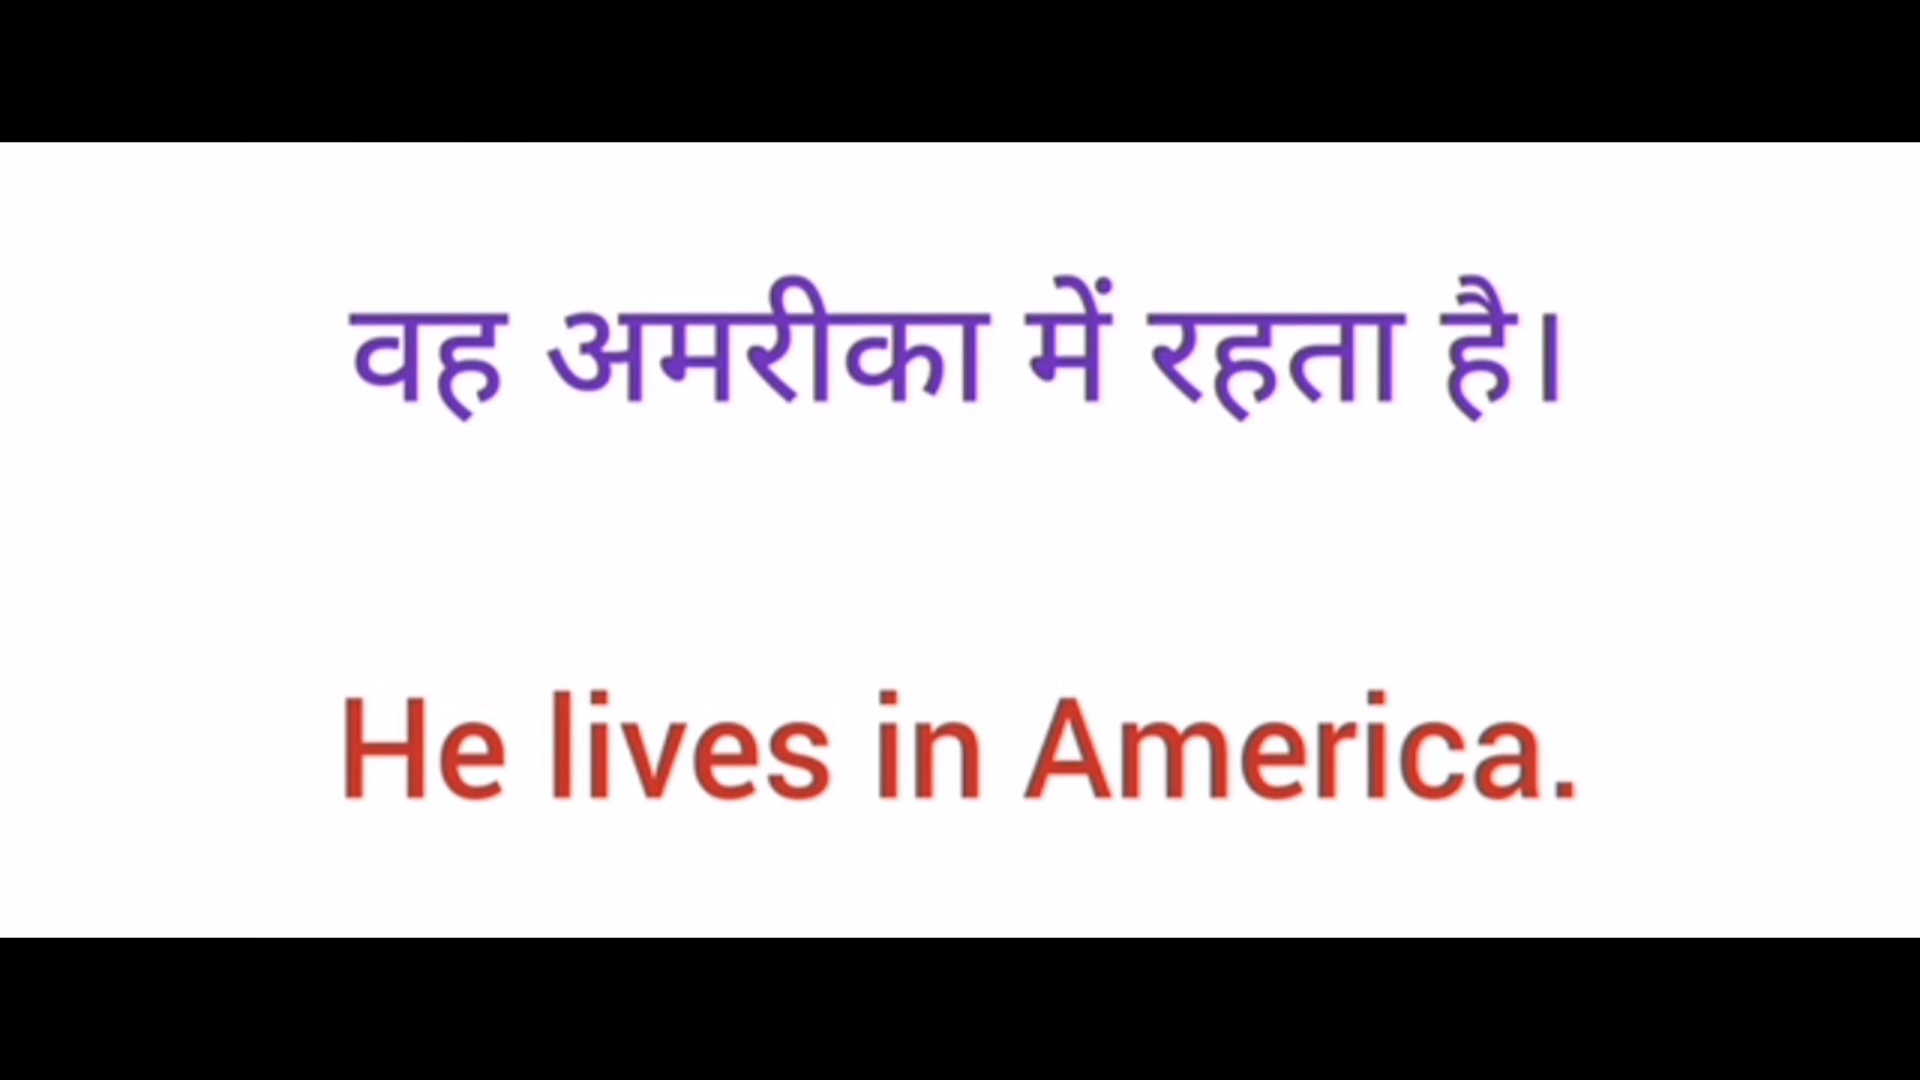 वह अमरीका में रहता है।
He lives in America.